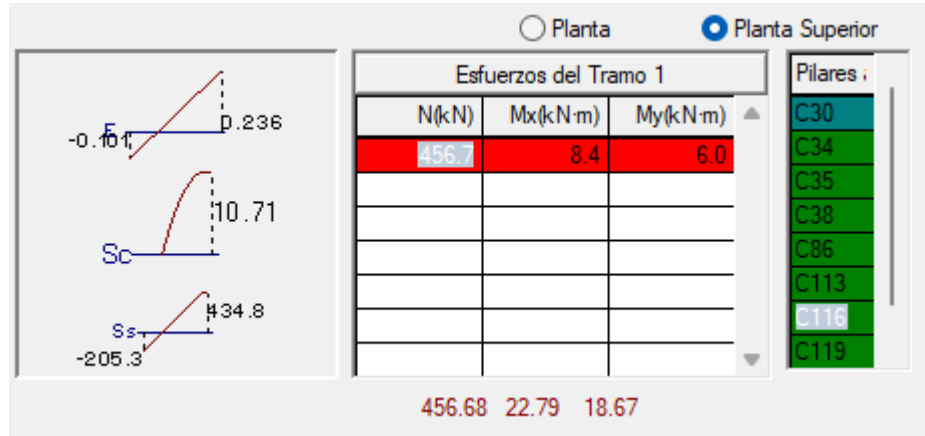 Planta Planta Superior
Esfuerzos del Tramo 1
N(kN) Mx(kN·m) My(kN·m)
456.7 8.4 6.0
E
-0.101
0.236
Sc
10.71
Ss
434.8
-205.3
Pilares
C30
C34
C35
C38
C86
C113
C116
C119
456.68 22.79 18.67